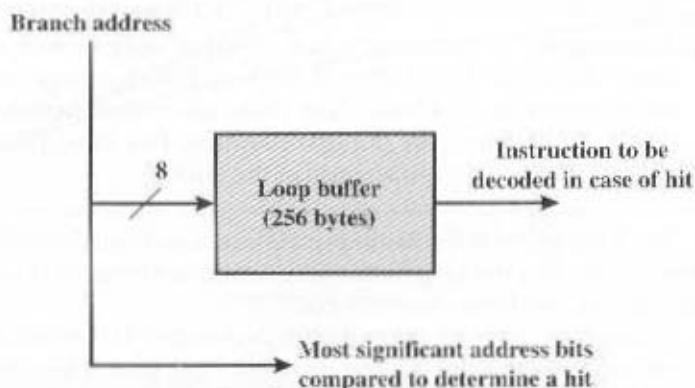 Branch address
8
Loop buffer
(256 bytes)
Instruction to be
decoded in case of hit
Most significant address bits
compared to determine a hit